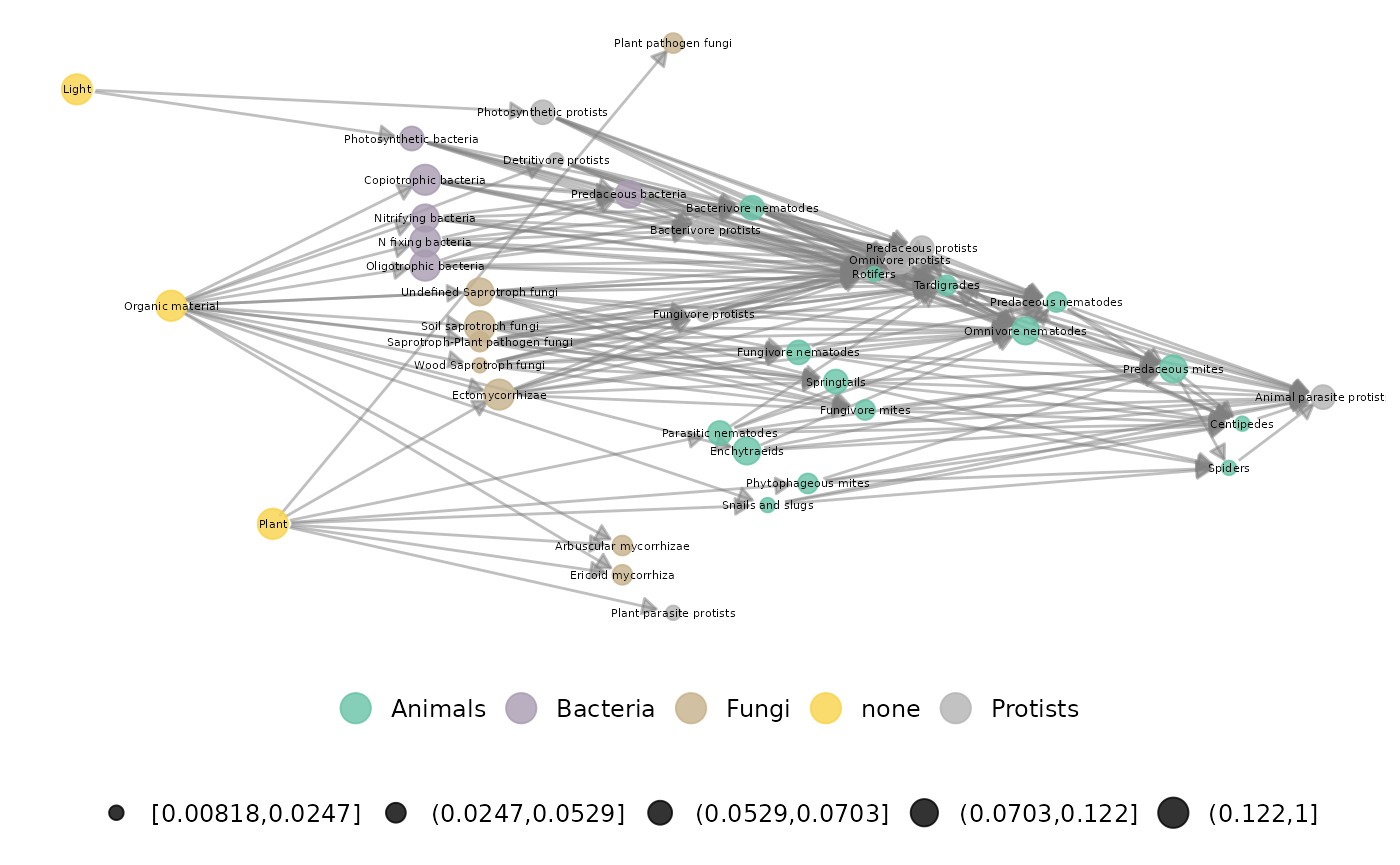 Plant pathogen fungi
Light
Photosynthetic protists
Photosynthetic bacteria
Detritivore protists
Copiotrophic bacteria
Predaceous bacteria
Bacterivore nematodes
Nitrifying bacteria
Bacterivore protists
N fixing bacteria
Predaceous protists
Omnivore protists
Oligotrophic bacteria
Rotifers
Tardigrades
Undefined Saprotroph fungi
Predaceous nematodes
Organic material
Fungivore protists
Soil saprotroph fungi
Omnivore nematodes
Saprotroph-Plant pathogen fungi
Fungivore nematodes
Wood Saprotroph fungi
Predaceous mites
Springtails
Ectomycorrhizae
Animal parasite protist
Fungivore mites
Centipedes
Parasitic nematodes
Enchytraeids
Spiders
Phytophageous mites
Snails and slugs
Plant
Arbuscular mycorrhizae
Ericoid mycorrhiza
Plant parasite protists
Animals Bacteria Fungi none Protists
[0.00818,0.0247] (0.0247,0.0529] (0.0529,0.0703] (0.0703,0.122] (0.122,1]